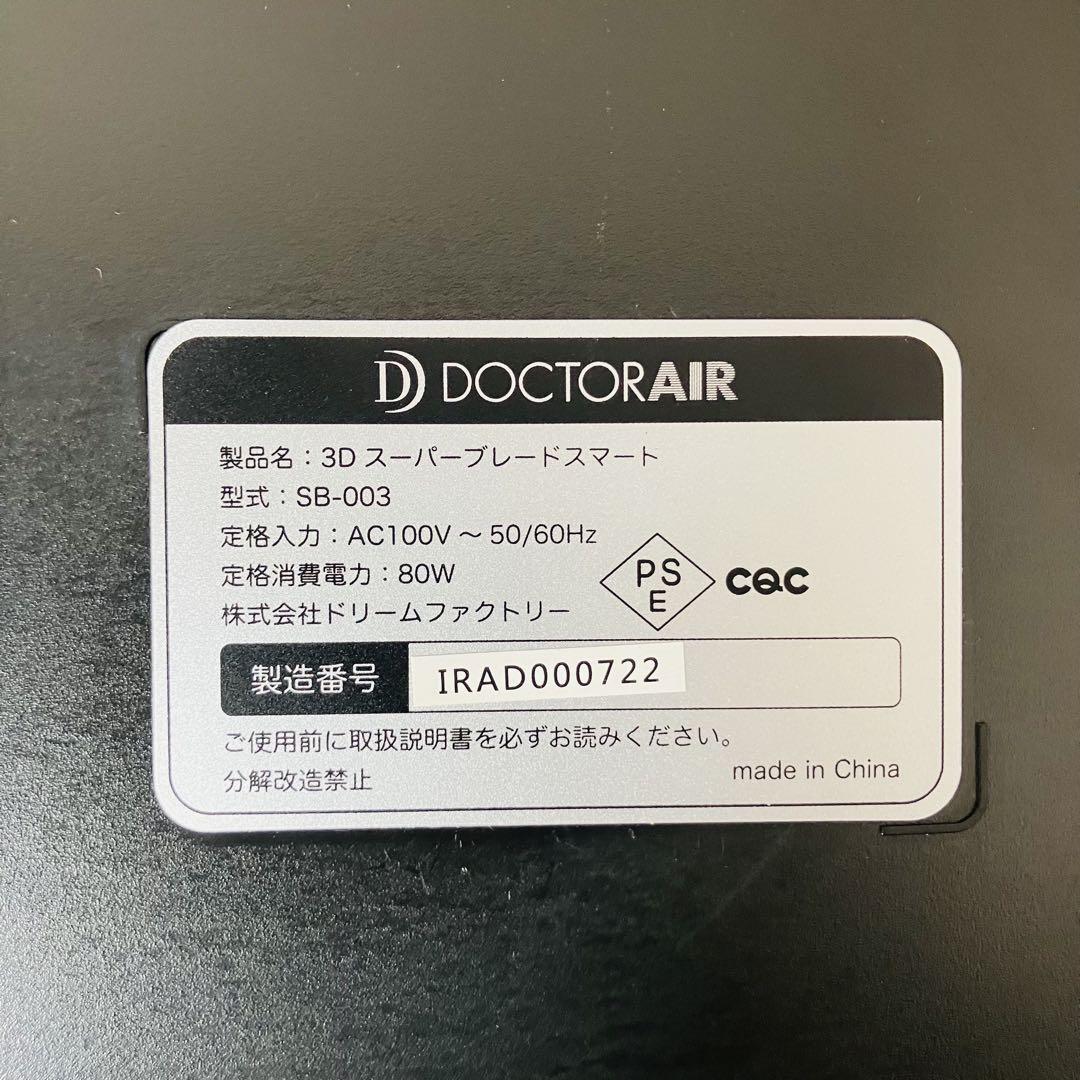 DOCTORAIR
製品名：3D スーパーブレードスマート
型式：SB-003
定格入力：AC100V ～ 50/60Hz
定格消費電力：80W
PS
E
CQC
株式会社ドリームファクトリー
製造番号 IRAD000722
ご使用前に取扱説明書を必ずお読みください。
分解改造禁止
made in China